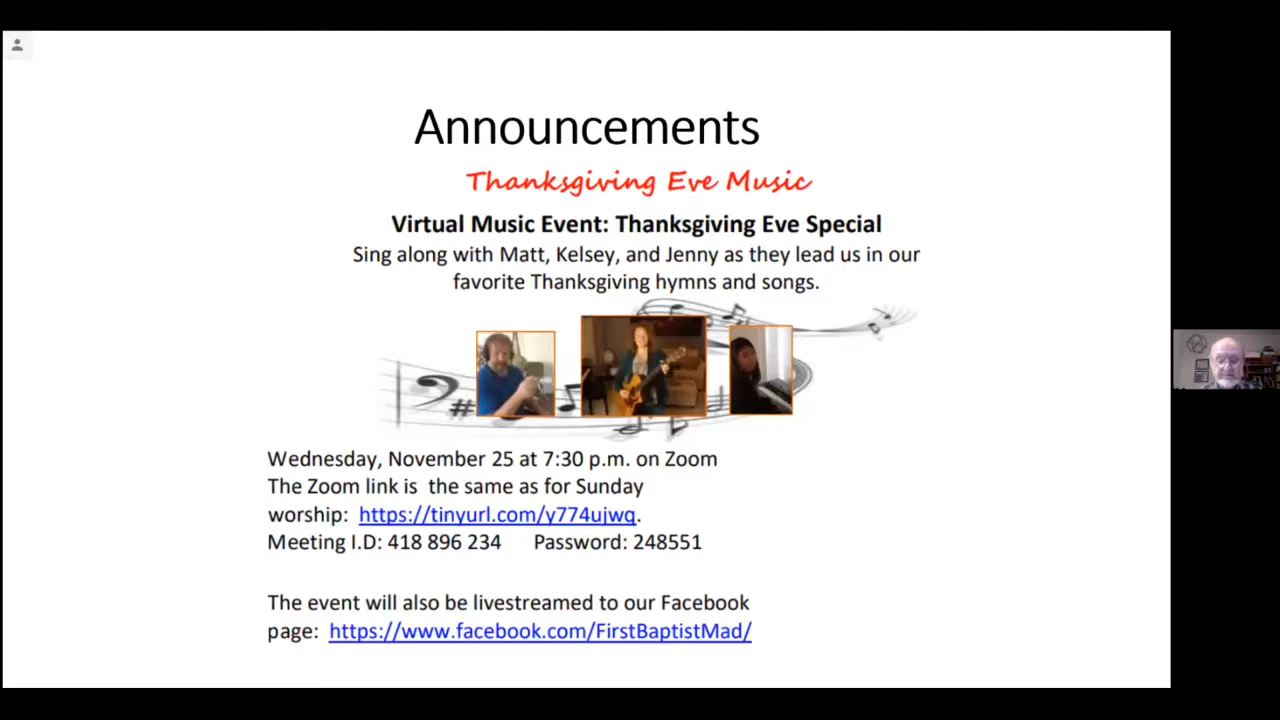 Announcements
Thanksgiving Eve Music
Virtual Music Event: Thanksgiving Eve Special
Sing along with Matt, Kelsey, and Jenny as they lead us in our
favorite Thanksgiving hymns and songs.
Wednesday, November 25 at 7:30 p.m. on Zoom
The Zoom link is  the same as for Sunday
worship:  https://tinyurl.com/y774ujwq.
Meeting I.D: 418 896 234     Password: 248551
The event will also be livestreamed to our Facebook
page:  https://www.facebook.com/FirstBaptistMad/